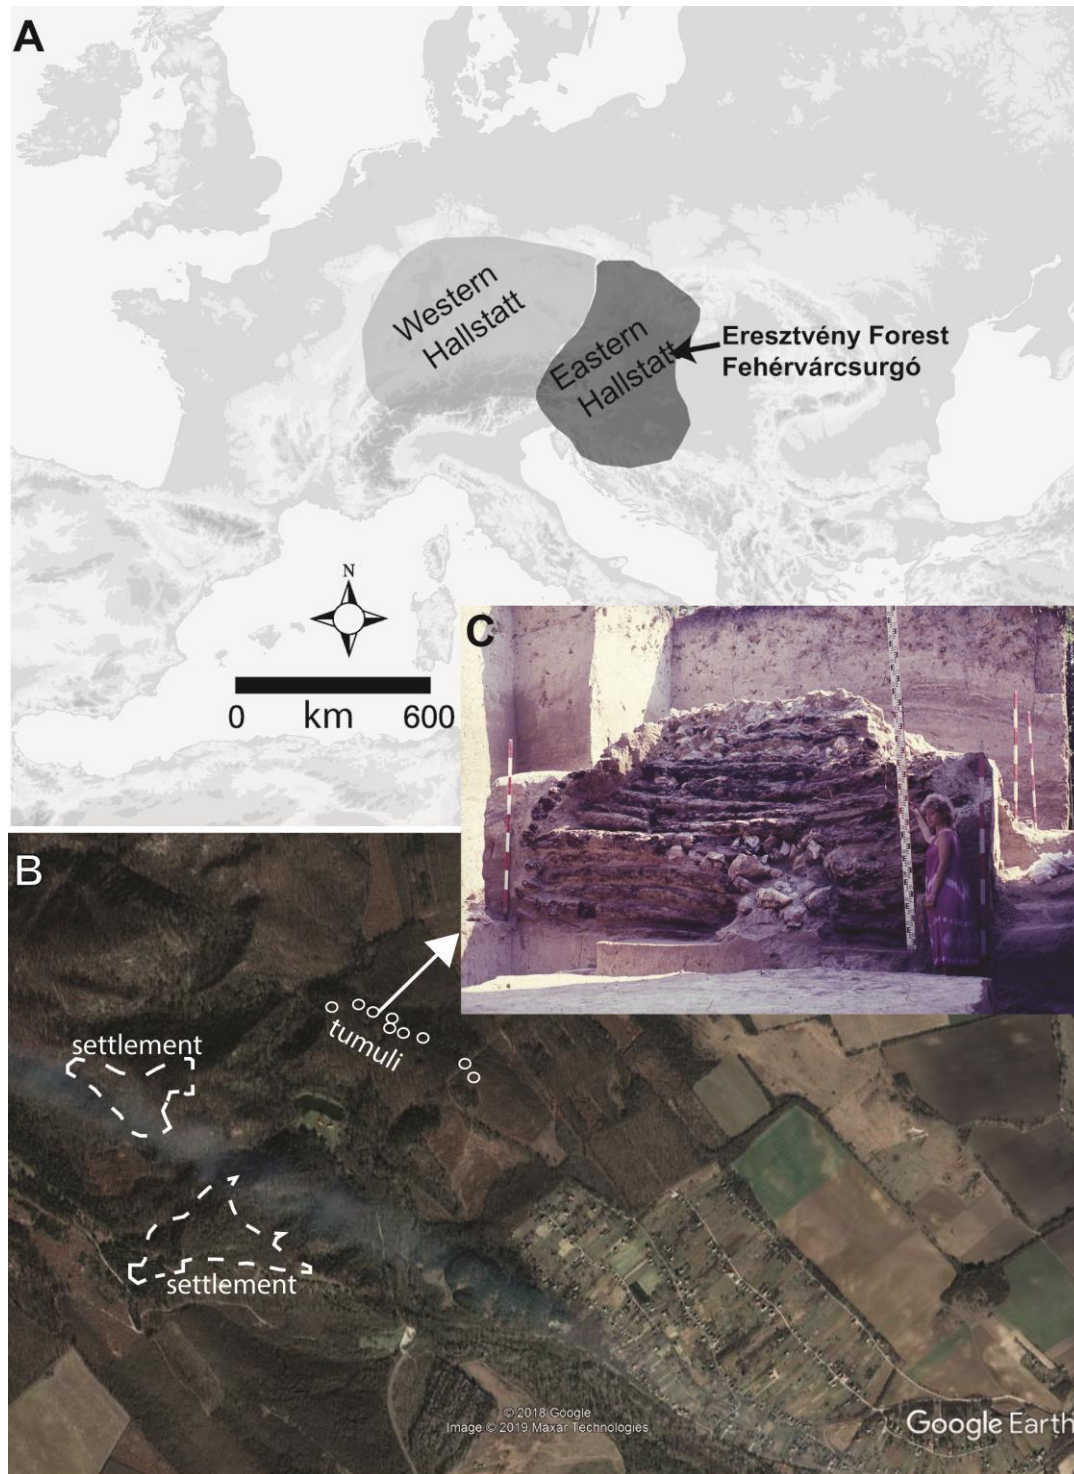 A
Western
Hallstatt
Eastern
Hallstatt
Eresztvény Forest
Fehérvárcsurgó
N
0 km 600
C
B
tumuli
settlement
settlement
© 2018 Google
Image © 2019 Maxar Technologies
Google Earth